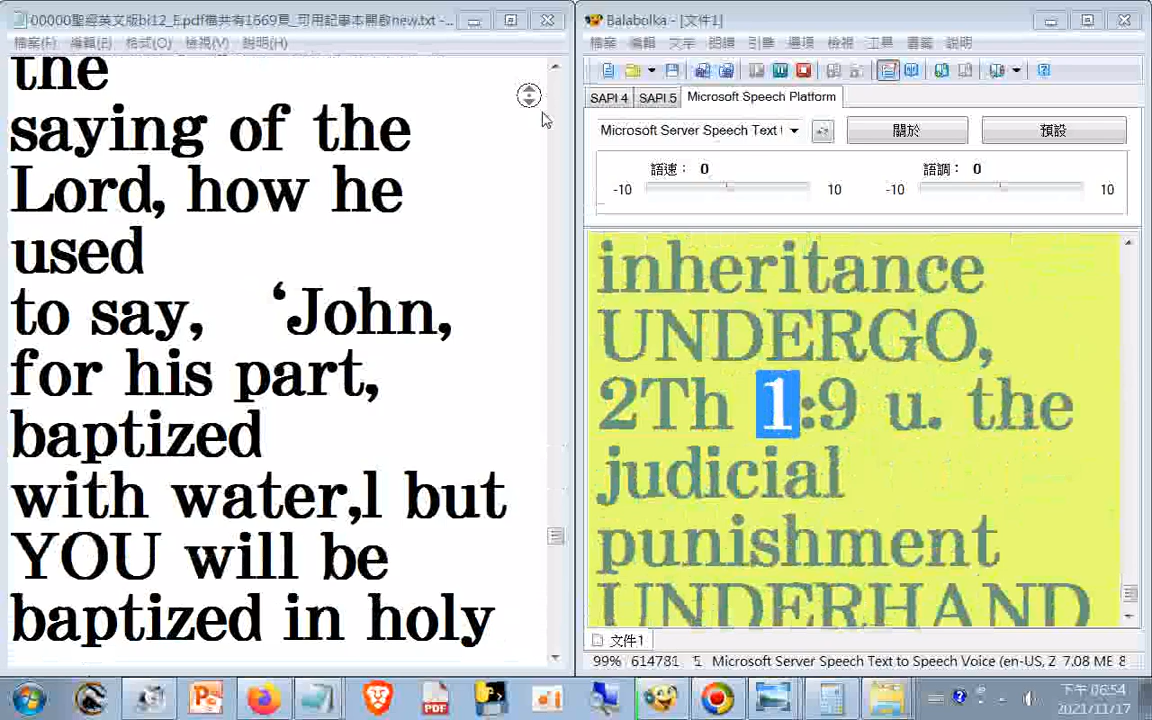 00000聖經英文版bi12_E.pdf檔共有1669頁_可用記事本開啟new.txt -...
檔案(F) 編輯(E) 格式(O) 檢視(V) 說明(H)
the
saying of the
Lord, how he
used
to say, ‘John,
for his part,
baptized
with water,l but
YOU will be
baptized in holy
Balabolka - [文件1]
檔案 編輯 文字 朗讀 引擎 選項 檢視 工具 書籤 說明
SAPI 4 SAPI 5 Microsoft Speech Platform
Microsoft Server Speech Text 關於 預設
語速： 0 語調： 0
-10 10 -10 10
inheritance
UNDERGO,
2Th 1:9 u. the
judicial
punishment
UNDERHAND
文件1
99% 614781 Microsoft Server Speech Text to Speech Voice (en-US, Z 7.08 MB 8
PDF
下午 06:54
2021/11/17